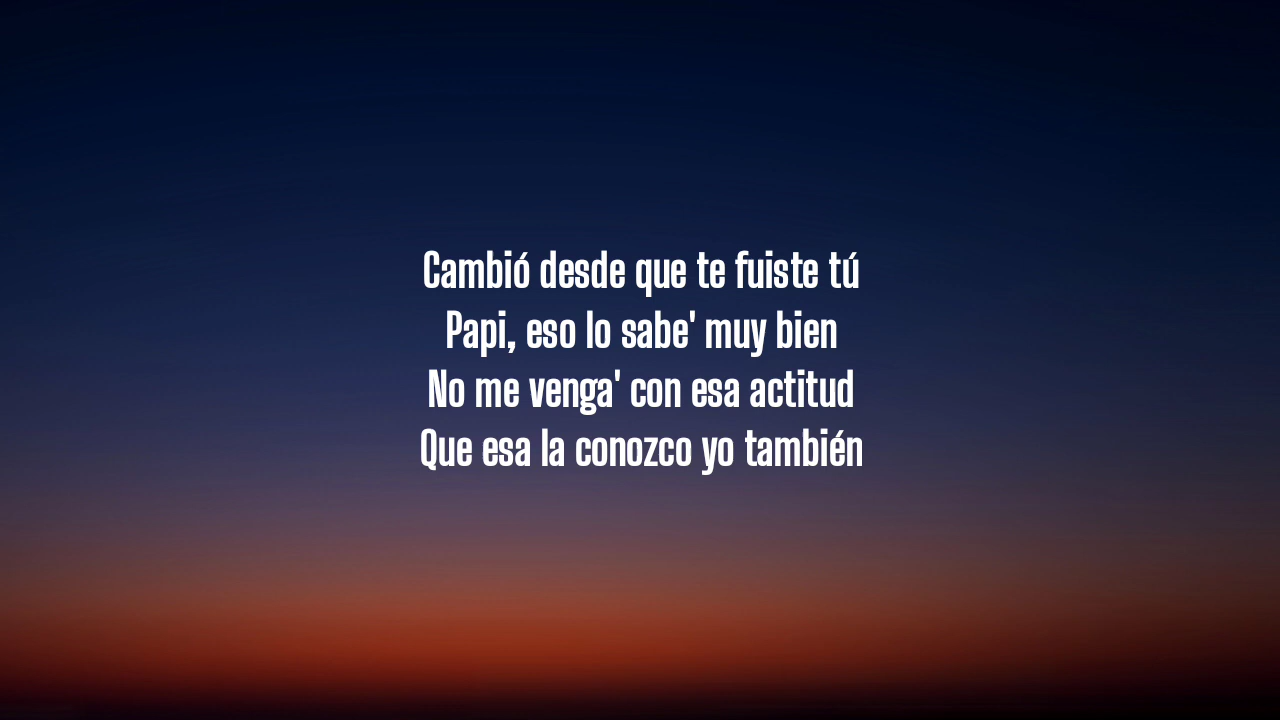 Cambió desde que te fuiste tú
Papi, eso lo sabe' muy bien
No me venga' con esa actitud
Que esa la conozco yo también